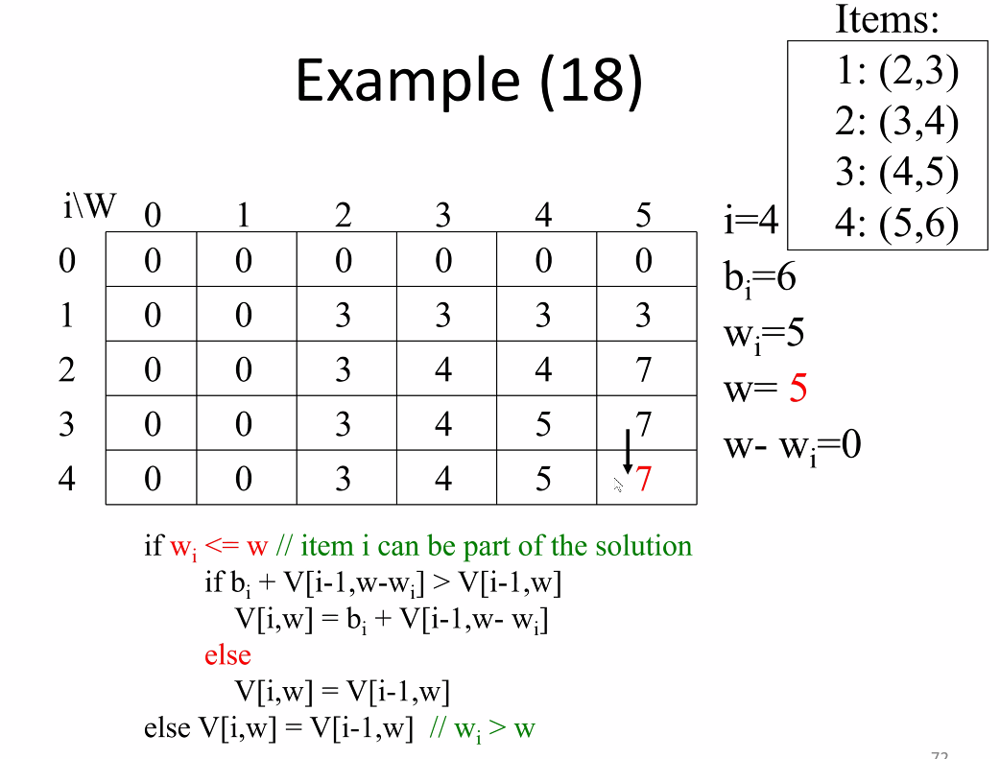 Items:
1: (2,3)
2: (3,4)
3: (4,5)
4: (5,6)
Example (18)
i\W 0 1 2 3 4 5
0 0 0 0 0 0 0
1 0 0 3 3 3 3
2 0 0 3 4 4 7
3 0 0 3 4 5 7
4 0 0 3 4 5 7
i=4
bi=6
wi=5
w= 5
w- wi=0
if wi <= w // item i can be part of the solution
if bi + V[i-1,w-wi] > V[i-1,w]
V[i,w] = bi + V[i-1,w- wi]
else
V[i,w] = V[i-1,w]
else V[i,w] = V[i-1,w] // wi > w
72